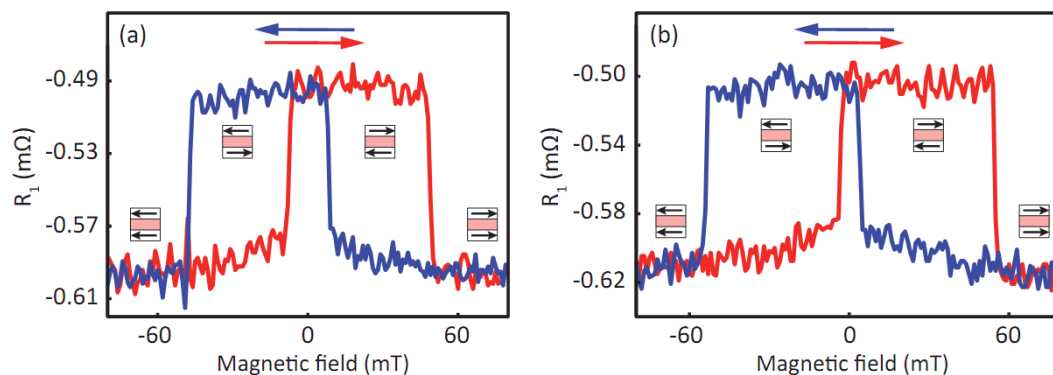 (a)
R1 (mΩ)
-0.49
-0.53
-0.57
-0.61
-60
0
60
Magnetic field (mT)
(b)
R1 (mΩ)
-0.50
-0.54
-0.58
-0.62
-60
0
60
Magnetic field (mT)